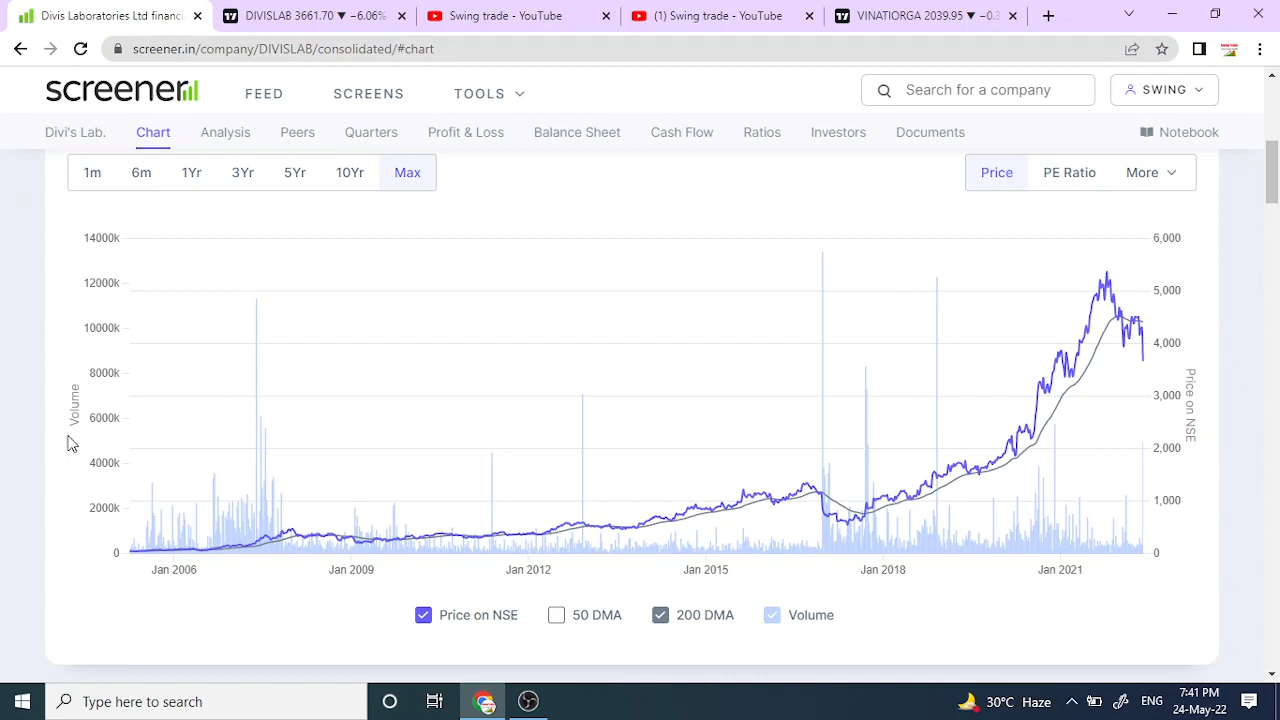 Divi's Laboratories Ltd financi
DIVISLAB 3661.70 ▼ −6.06%
Swing trade - YouTube
(1) Swing trade - YouTube
VINATIORGA 2039.95 ▼ −0.3
screener.in/company/DIVISLAB/consolidated/#chart
screener
FEED
SCREENS
TOOLS
Search for a company
SWING
Divi's Lab.
Chart
Analysis
Peers
Quarters
Profit & Loss
Balance Sheet
Cash Flow
Ratios
Investors
Documents
Notebook
1m
6m
1Yr
3Yr
5Yr
10Yr
Max
Price
PE Ratio
More
14000k
12000k
10000k
8000k
6000k
4000k
2000k
0
Volume
6,000
5,000
4,000
3,000
2,000
1,000
0
Price on NSE
Jan 2006
Jan 2009
Jan 2012
Jan 2015
Jan 2018
Jan 2021
Price on NSE
50 DMA
200 DMA
Volume
Type here to search
30°C Haze
ENG
7:41 PM
24-May-22